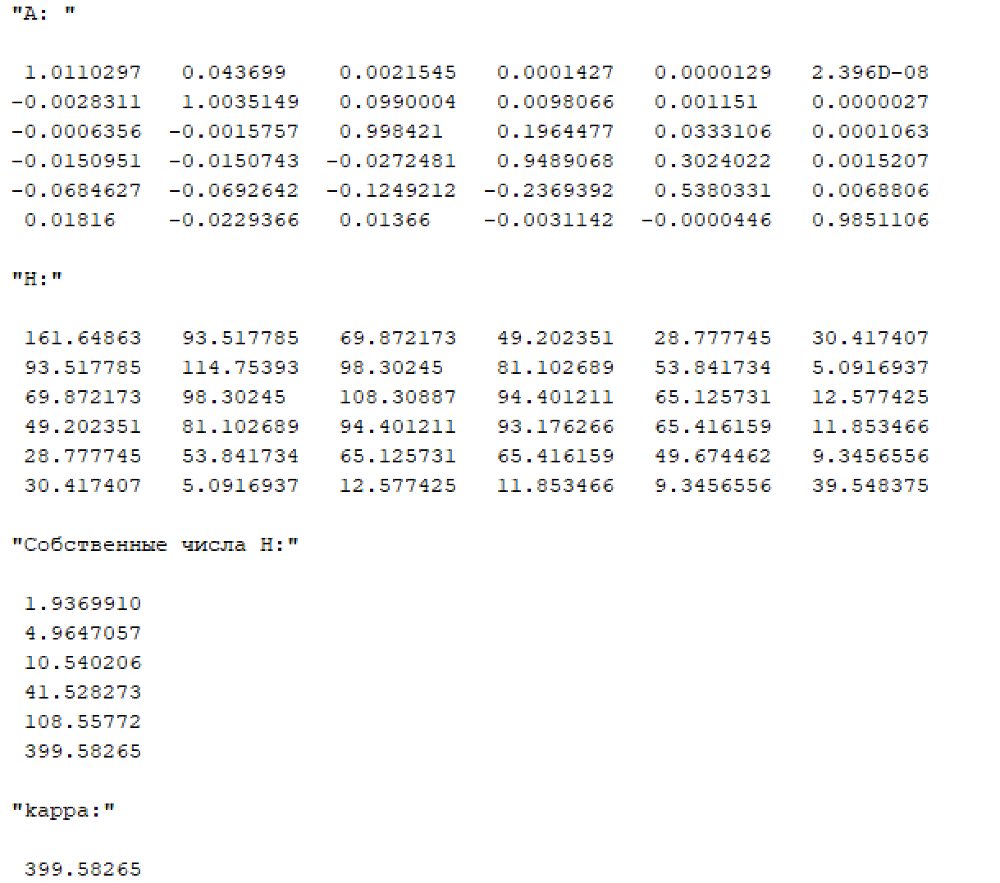 "A: "
1.0110297 0.043699 0.0021545 0.0001427 0.0000129 2.396D-08
-0.0028311 1.0035149 0.0990004 0.0098066 0.001151 0.0000027
-0.0006356 -0.0015757 0.998421 0.1964477 0.0333106 0.0001063
-0.0150951 -0.0150743 -0.0272481 0.9489068 0.3024022 0.0015207
-0.0684627 -0.0692642 -0.1249212 -0.2369392 0.5380331 0.0068806
0.01816 -0.0229366 0.01366 -0.0031142 -0.0000446 0.9851106
"H:"
161.64863 93.517785 69.872173 49.202351 28.777745 30.417407
93.517785 114.75393 98.30245 81.102689 53.841734 5.0916937
69.872173 98.30245 108.30887 94.401211 65.125731 12.577425
49.202351 81.102689 94.401211 93.176266 65.416159 11.853466
28.777745 53.841734 65.125731 65.416159 49.674462 9.3456556
30.417407 5.0916937 12.577425 11.853466 9.3456556 39.548375
"Собственные числа H:"
1.9369910
4.9647057
10.540206
41.528273
108.55772
399.58265
"kappa:"
399.58265